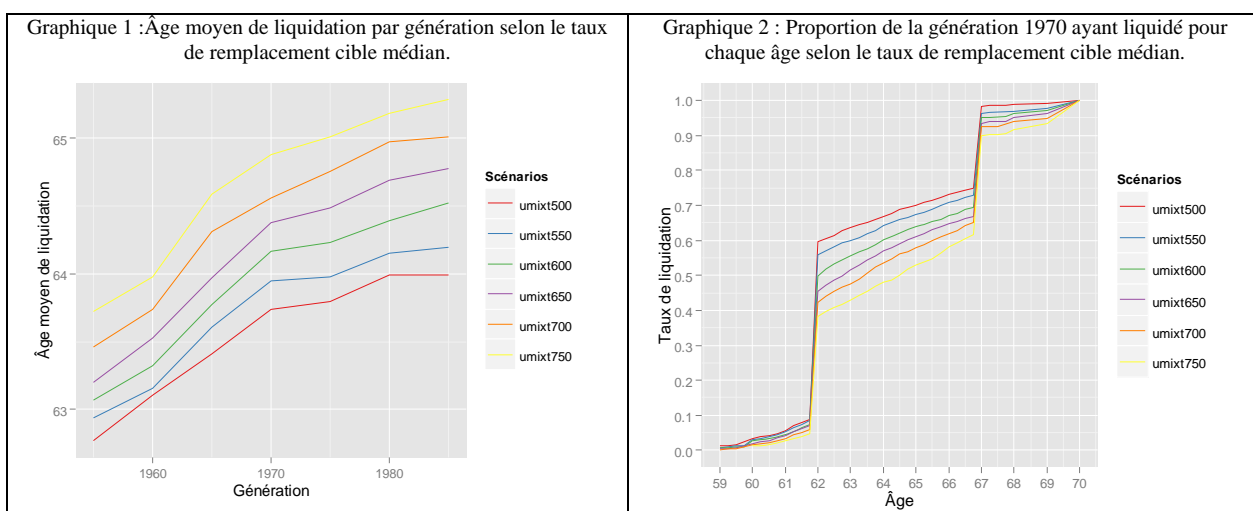 Graphique 1 :Âge moyen de liquidation par génération selon le taux
de remplacement cible médian.
65
64
63
Âge moyen de liquidation
1960
1970
1980
Génération
Scénarios
umixt500
umixt550
umixt600
umixt650
umixt700
umixt750
Graphique 2 : Proportion de la génération 1970 ayant liquidé pour
chaque âge selon le taux de remplacement cible médian.
1.0
0.9
0.8
0.7
0.6
0.5
0.4
0.3
0.2
0.1
0.0
Taux de liquidation
59
60
61
62
63
64
65
66
67
68
69
70
Âge
Scénarios
umixt500
umixt550
umixt600
umixt650
umixt700
umixt750